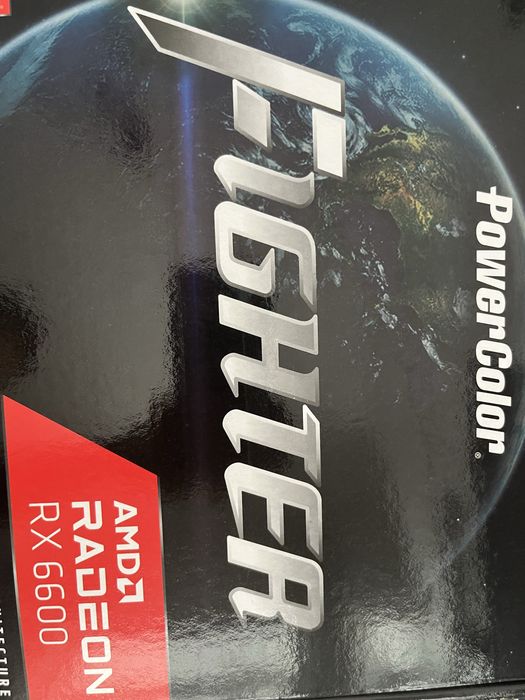 PowerColor®
FIGHTER
AMD
RADEON
RX 6600